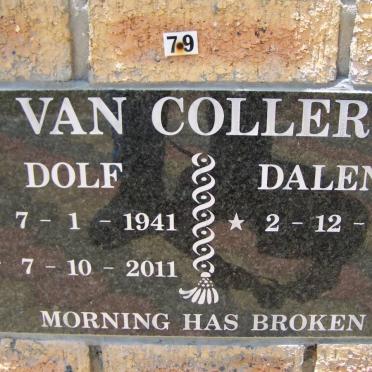 79
VAN COLLER
DOLF DALEN
7 - 1 - 1941 ★ 2 - 12 -
7 - 10 - 2011
MORNING HAS BROKEN